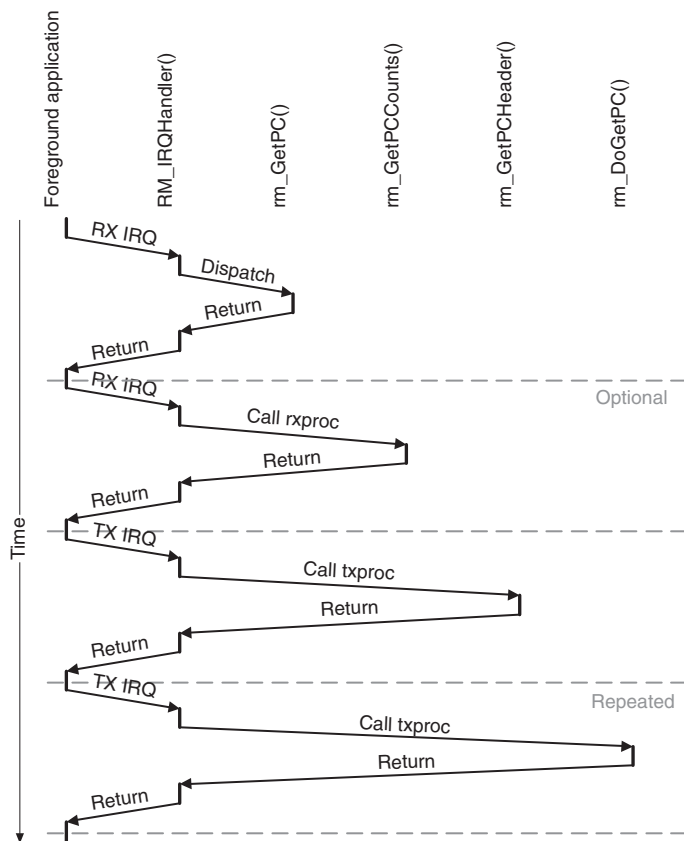 Foreground application
RM_IRQHandler()
rm_GetPC()
rm_GetPCCounts()
rm_GetPCHeader()
rm_DoGetPC()
Time
RX IRQ
Dispatch
Return
Return
RX IRQ
Optional
Call rxproc
Return
Return
TX IRQ
Call txproc
Return
Return
TX IRQ
Repeated
Call txproc
Return
Return